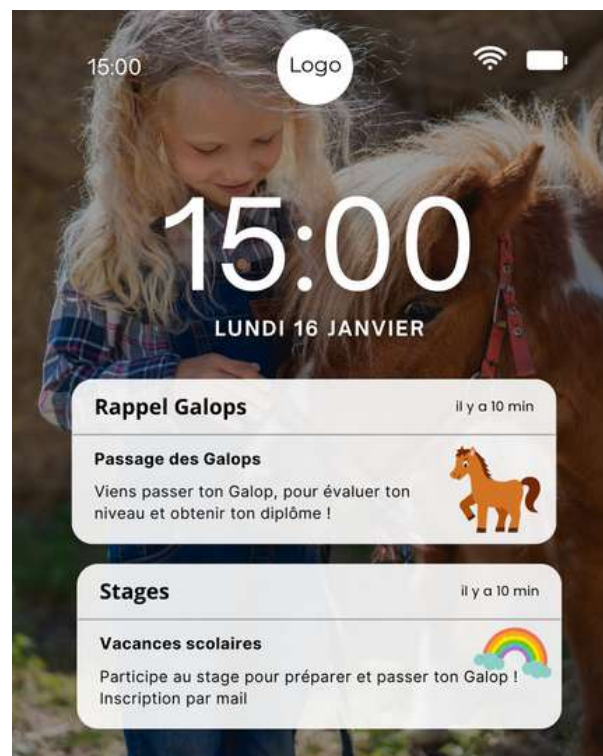 15:00
Logo
15:00
LUNDI 16 JANVIER
Rappel Galops
il y a 10 min
Passage des Galops
Viens passer ton Galop, pour évaluer ton
niveau et obtenir ton diplôme !
Stages
il y a 10 min
Vacances scolaires
Participe au stage pour préparer et passer ton Galop !
Inscription par mail